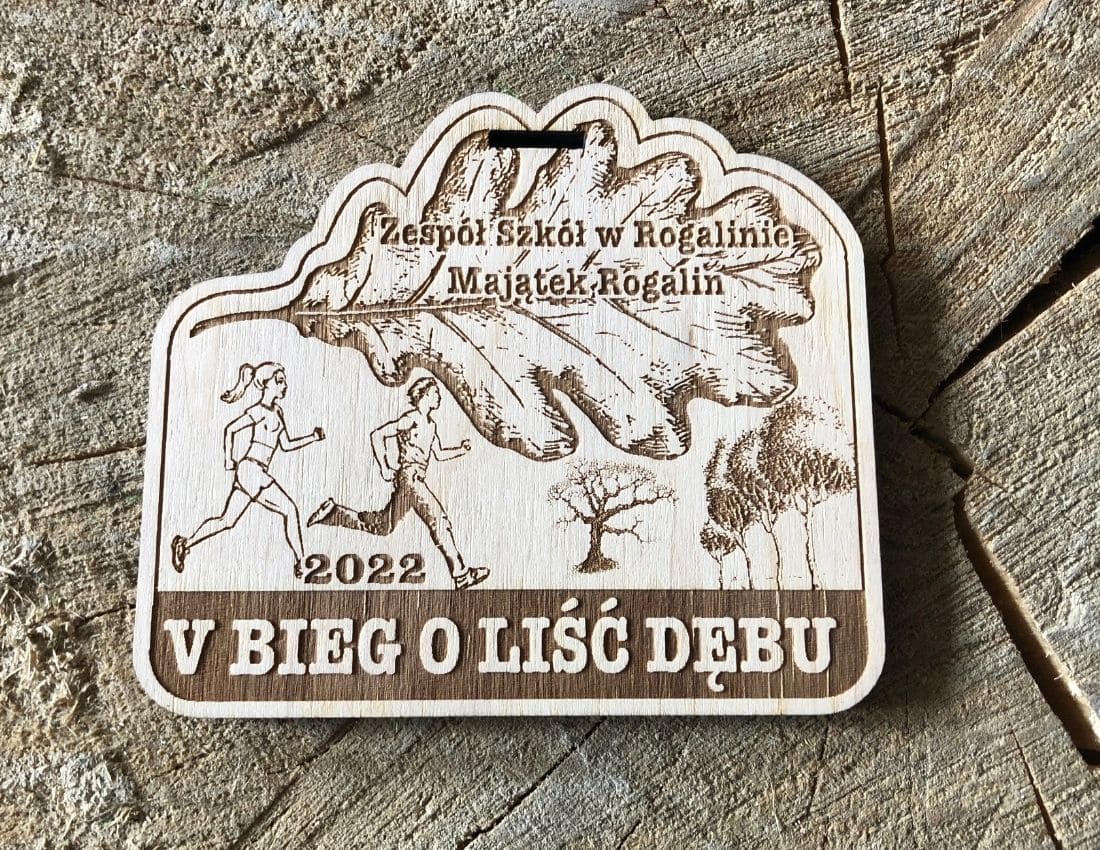 Zespół Szkół w Rogalinie
Majątek Rogalin
2022
V BIEG O LIŚĆ DĘBU